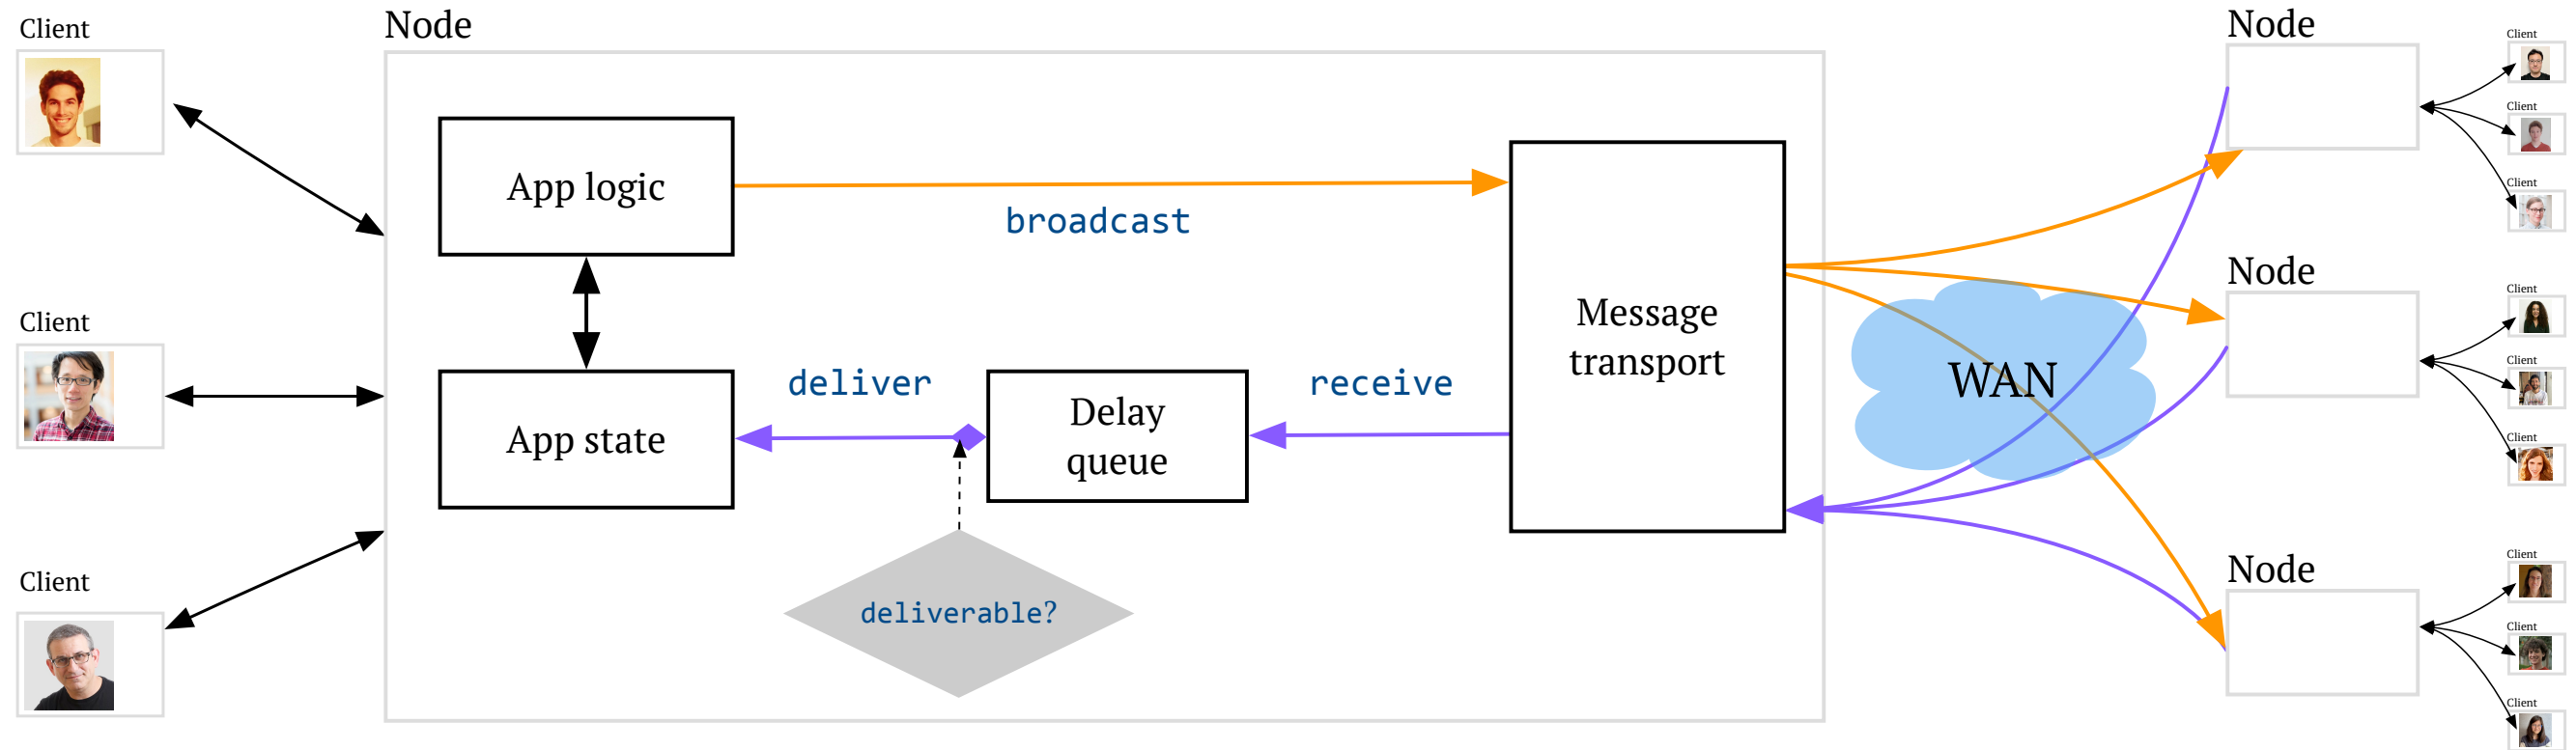 Client
Client
Client
Node
App logic
broadcast
App state
deliver
Delay
queue
receive
deliverable?
Message
transport
WAN
Node
Client
Client
Client
Node
Client
Client
Client
Node
Client
Client
Client